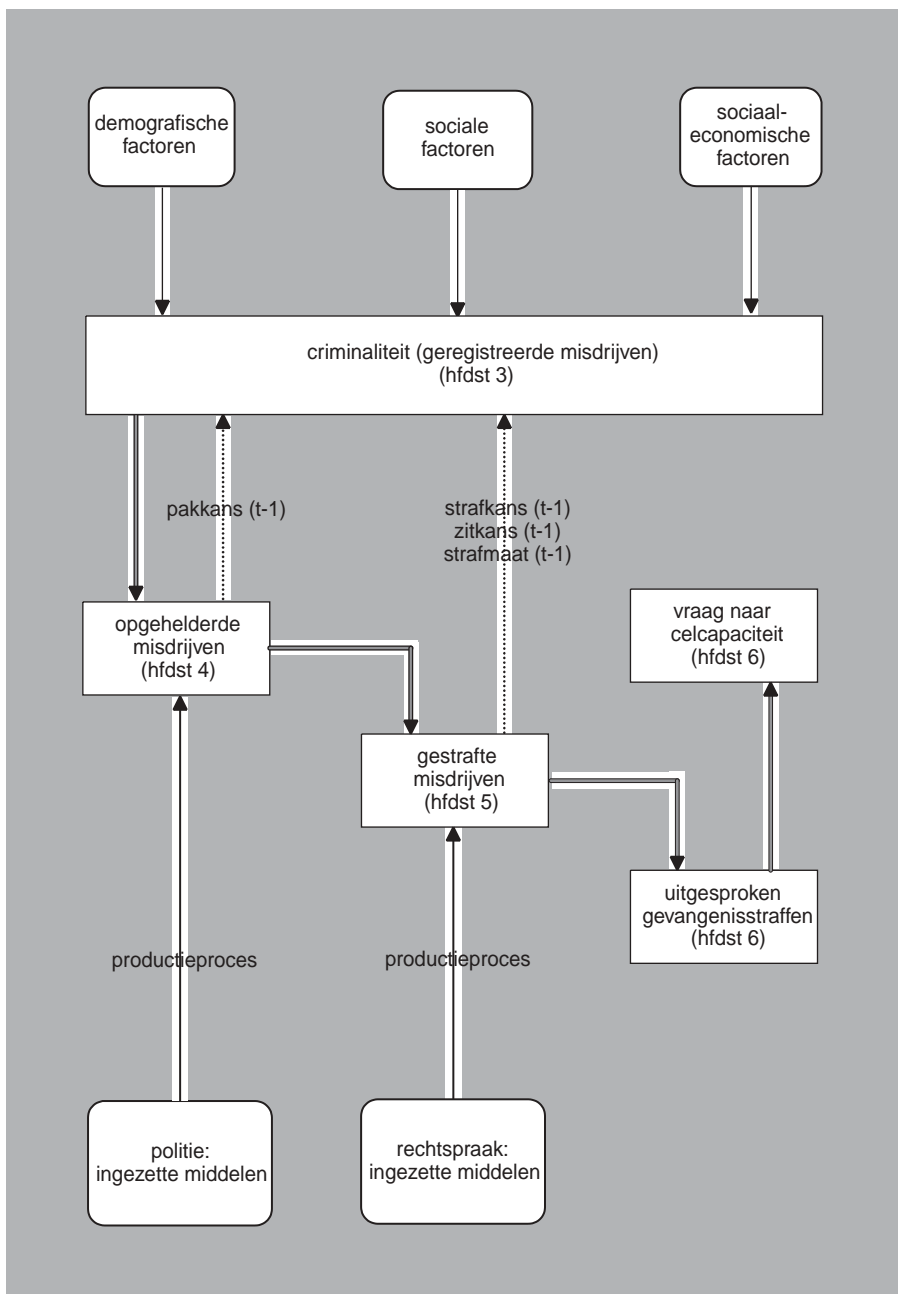 demografische
factoren
sociale
factoren
sociaal-
economische
factoren
criminaliteit (geregistreerde misdrijven)
(hfdst 3)
pakkans (t-1)
strafkans (t-1)
zitkans (t-1)
strafmaat (t-1)
opgehelderde
misdrijven
(hfdst 4)
vraag naar
celcapaciteit
(hfdst 6)
gestrafte
misdrijven
(hfdst 5)
uitgesproken
gevangenisstraffen
(hfdst 6)
productieproces
productieproces
politie:
ingezette middelen
rechtspraak:
ingezette middelen